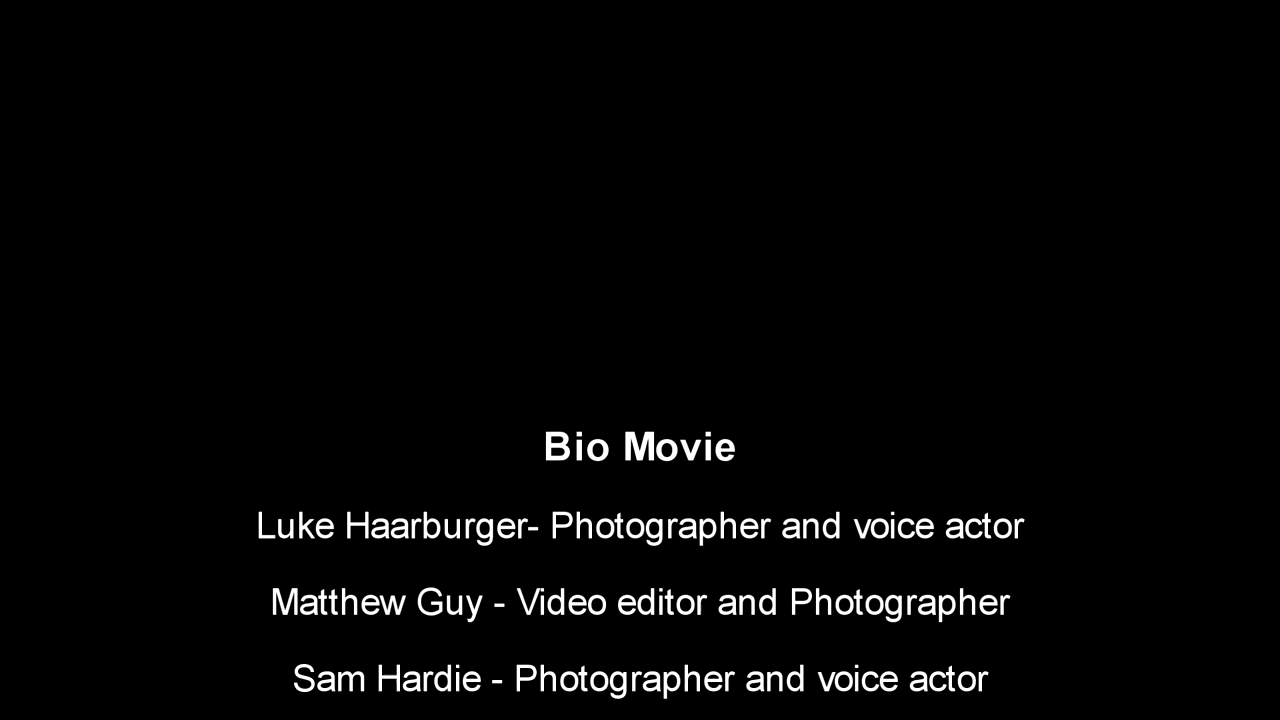 Bio Movie
Luke Haarburger- Photographer and voice actor
Matthew Guy - Video editor and Photographer
Sam Hardie - Photographer and voice actor